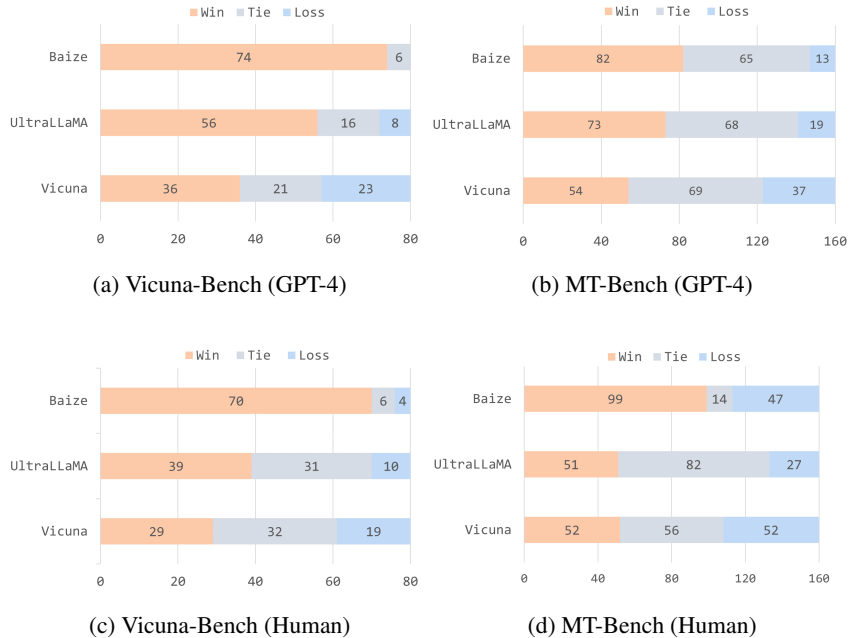 Win Tie Loss
Baize 74 6
UltraLLaMA 56 16 8
Vicuna 36 21 23
0 20 40 60 80
(a) Vicuna-Bench (GPT-4)
Win Tie Loss
Baize 82 65 13
UltraLLaMA 73 68 19
Vicuna 54 69 37
0 40 80 120 160
(b) MT-Bench (GPT-4)
Win Tie Loss
Baize 70 6 4
UltraLLaMA 39 31 10
Vicuna 29 32 19
0 20 40 60 80
(c) Vicuna-Bench (Human)
Win Tie Loss
Baize 99 14 47
UltraLLaMA 51 82 27
Vicuna 52 56 52
0 40 80 120 160
(d) MT-Bench (Human)